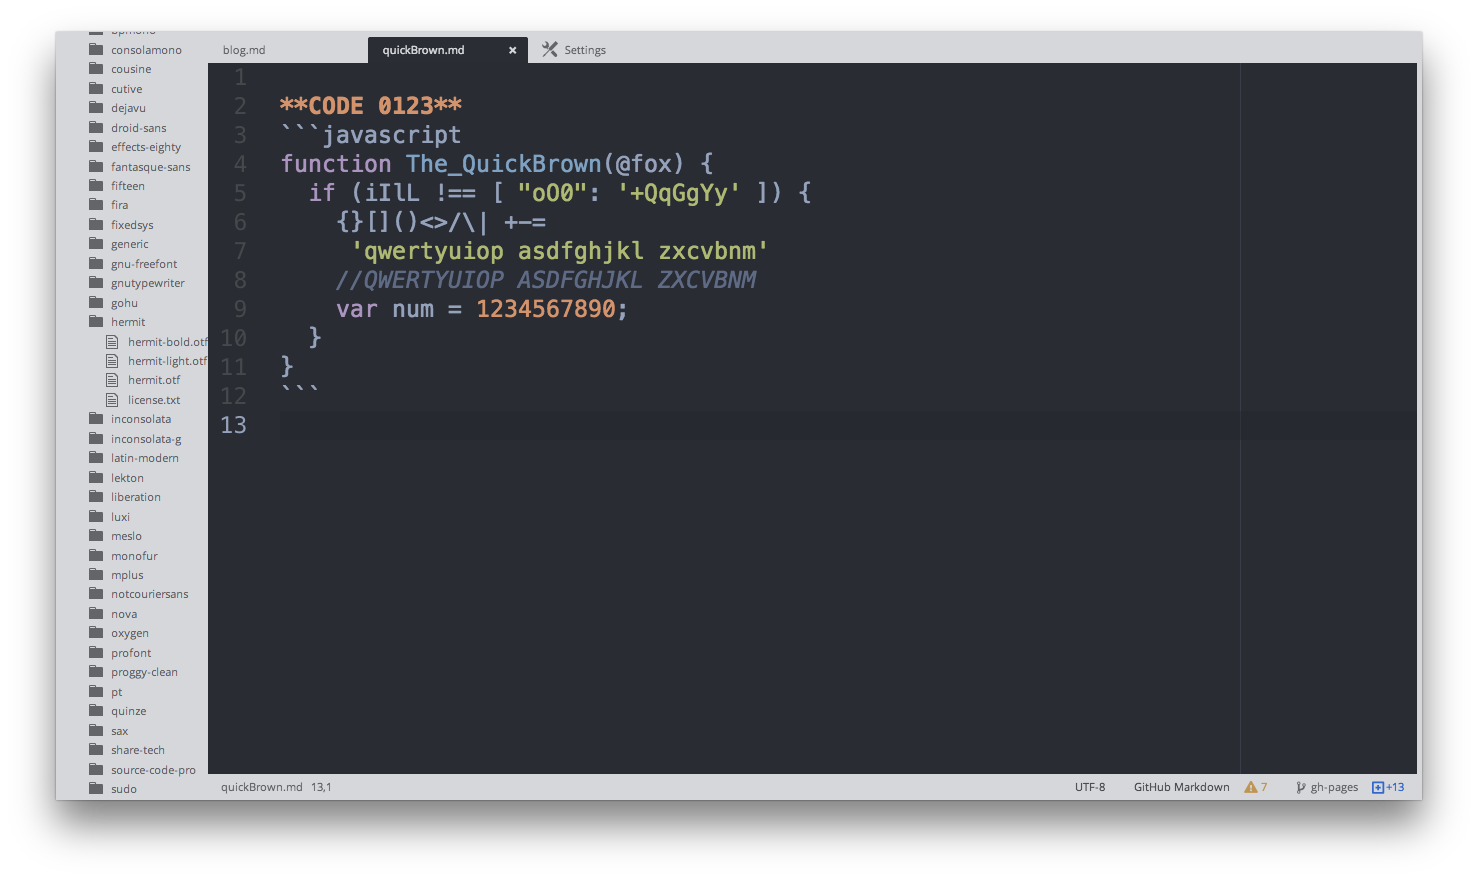 bpmono
consolamono
cousine
cutive
dejavu
droid-sans
effects-eighty
fantasque-sans
fifteen
fira
fixedsys
generic
gnu-freefont
gnutypewriter
gohu
hermit
hermit-bold.otf
hermit-light.otf
hermit.otf
license.txt
inconsolata
inconsolata-g
latin-modern
lekton
liberation
luxi
meslo
monofur
mplus
notcouriersans
nova
oxygen
profont
proggy-clean
pt
quinze
sax
share-tech
source-code-pro
sudo
blog.md quickBrown.md × Settings
1
2 **CODE 0123**
3 ```javascript
4 function The_QuickBrown(@fox) {
5 if (iIlL !== [ "oO0": '+QqGgYy' ]) {
6 {}[]()<>/\| +-=
7 'qwertyuiop asdfghjkl zxcvbnm'
8 //QWERTYUIOP ASDFGHJKL ZXCVBNM
9 var num = 1234567890;
10 }
11 }
12 ```
13
quickBrown.md 13,1 UTF-8 GitHub Markdown 7 gh-pages +13